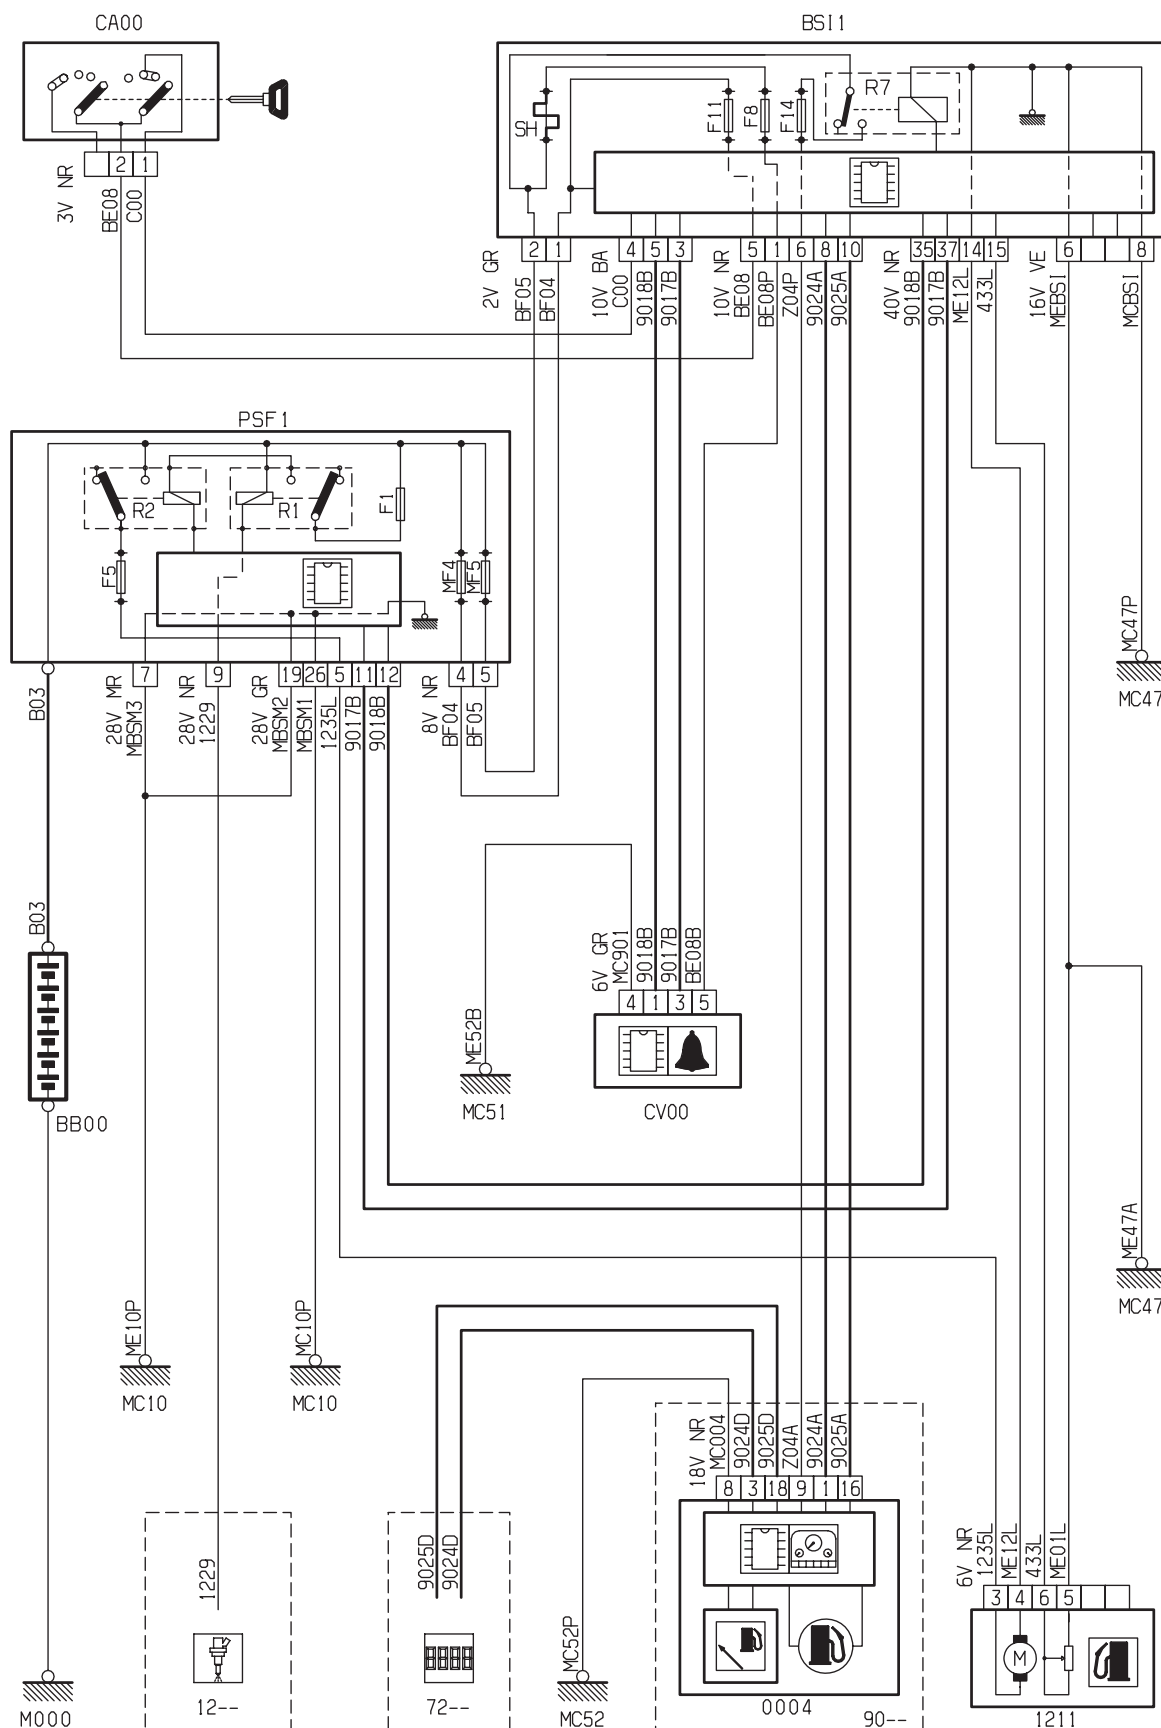 CA00
BSI1
R7
F11
F8
F14
SH
2 1
3V NR
BE08
C00
2 1
4 5 3
5 1 6 8 10
35 37 14 15
6 8
2V GR
BF05
BF04
10V BA
C00
9018B
9017B
10V NR
BE08
BE08P
Z04P
9024A
9025A
40V NR
9018B
9017B
ME12L
433L
16V VE
MEBSI
MCBSI
PSF1
R2
R1
F1
F5
MF4
MF5
7 9 19 26 5 11 12 4 5
B03
28V MR
MBSM3
28V NR
1229
28V GR
MBSM2
MBSM1
1235L
9017B
9018B
8V NR
BF04
BF05
MC47P
MC47
B03
6V GR
MC901
9018B
9017B
BE08B
4 1 3 5
ME52B
MC51
CV00
BB00
ME47A
MC47
ME10P
MC10
MC10P
MC10
18V NR
MC004
9024D
9025D
Z04A
9024A
9025A
8 3 18 9 1 16
1229
9025D
9024D
6V NR
1235L
ME12L
433L
ME01L
3 4 6 5
M
MC52P
M000
12--
72--
MC52
0004
90--
1211